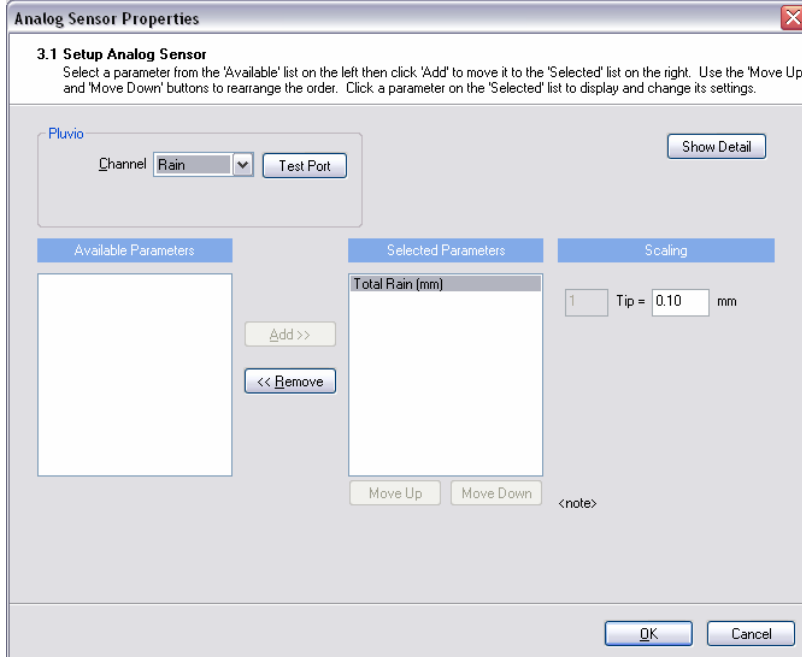 Analog Sensor Properties
3.1 Setup Analog Sensor
Select a parameter from the 'Available' list on the left then click 'Add' to move it to the 'Selected' list on the right. Use the 'Move Up
and 'Move Down' buttons to rearrange the order. Click a parameter on the 'Selected' list to display and change its settings.
Pluvio
Channel Rain Test Port
Show Detail
Available Parameters Selected Parameters Scaling
Total Rain (mm)
1 Tip = 0.10 mm
Add >>
<< Remove
Move Up Move Down <note>
OK Cancel